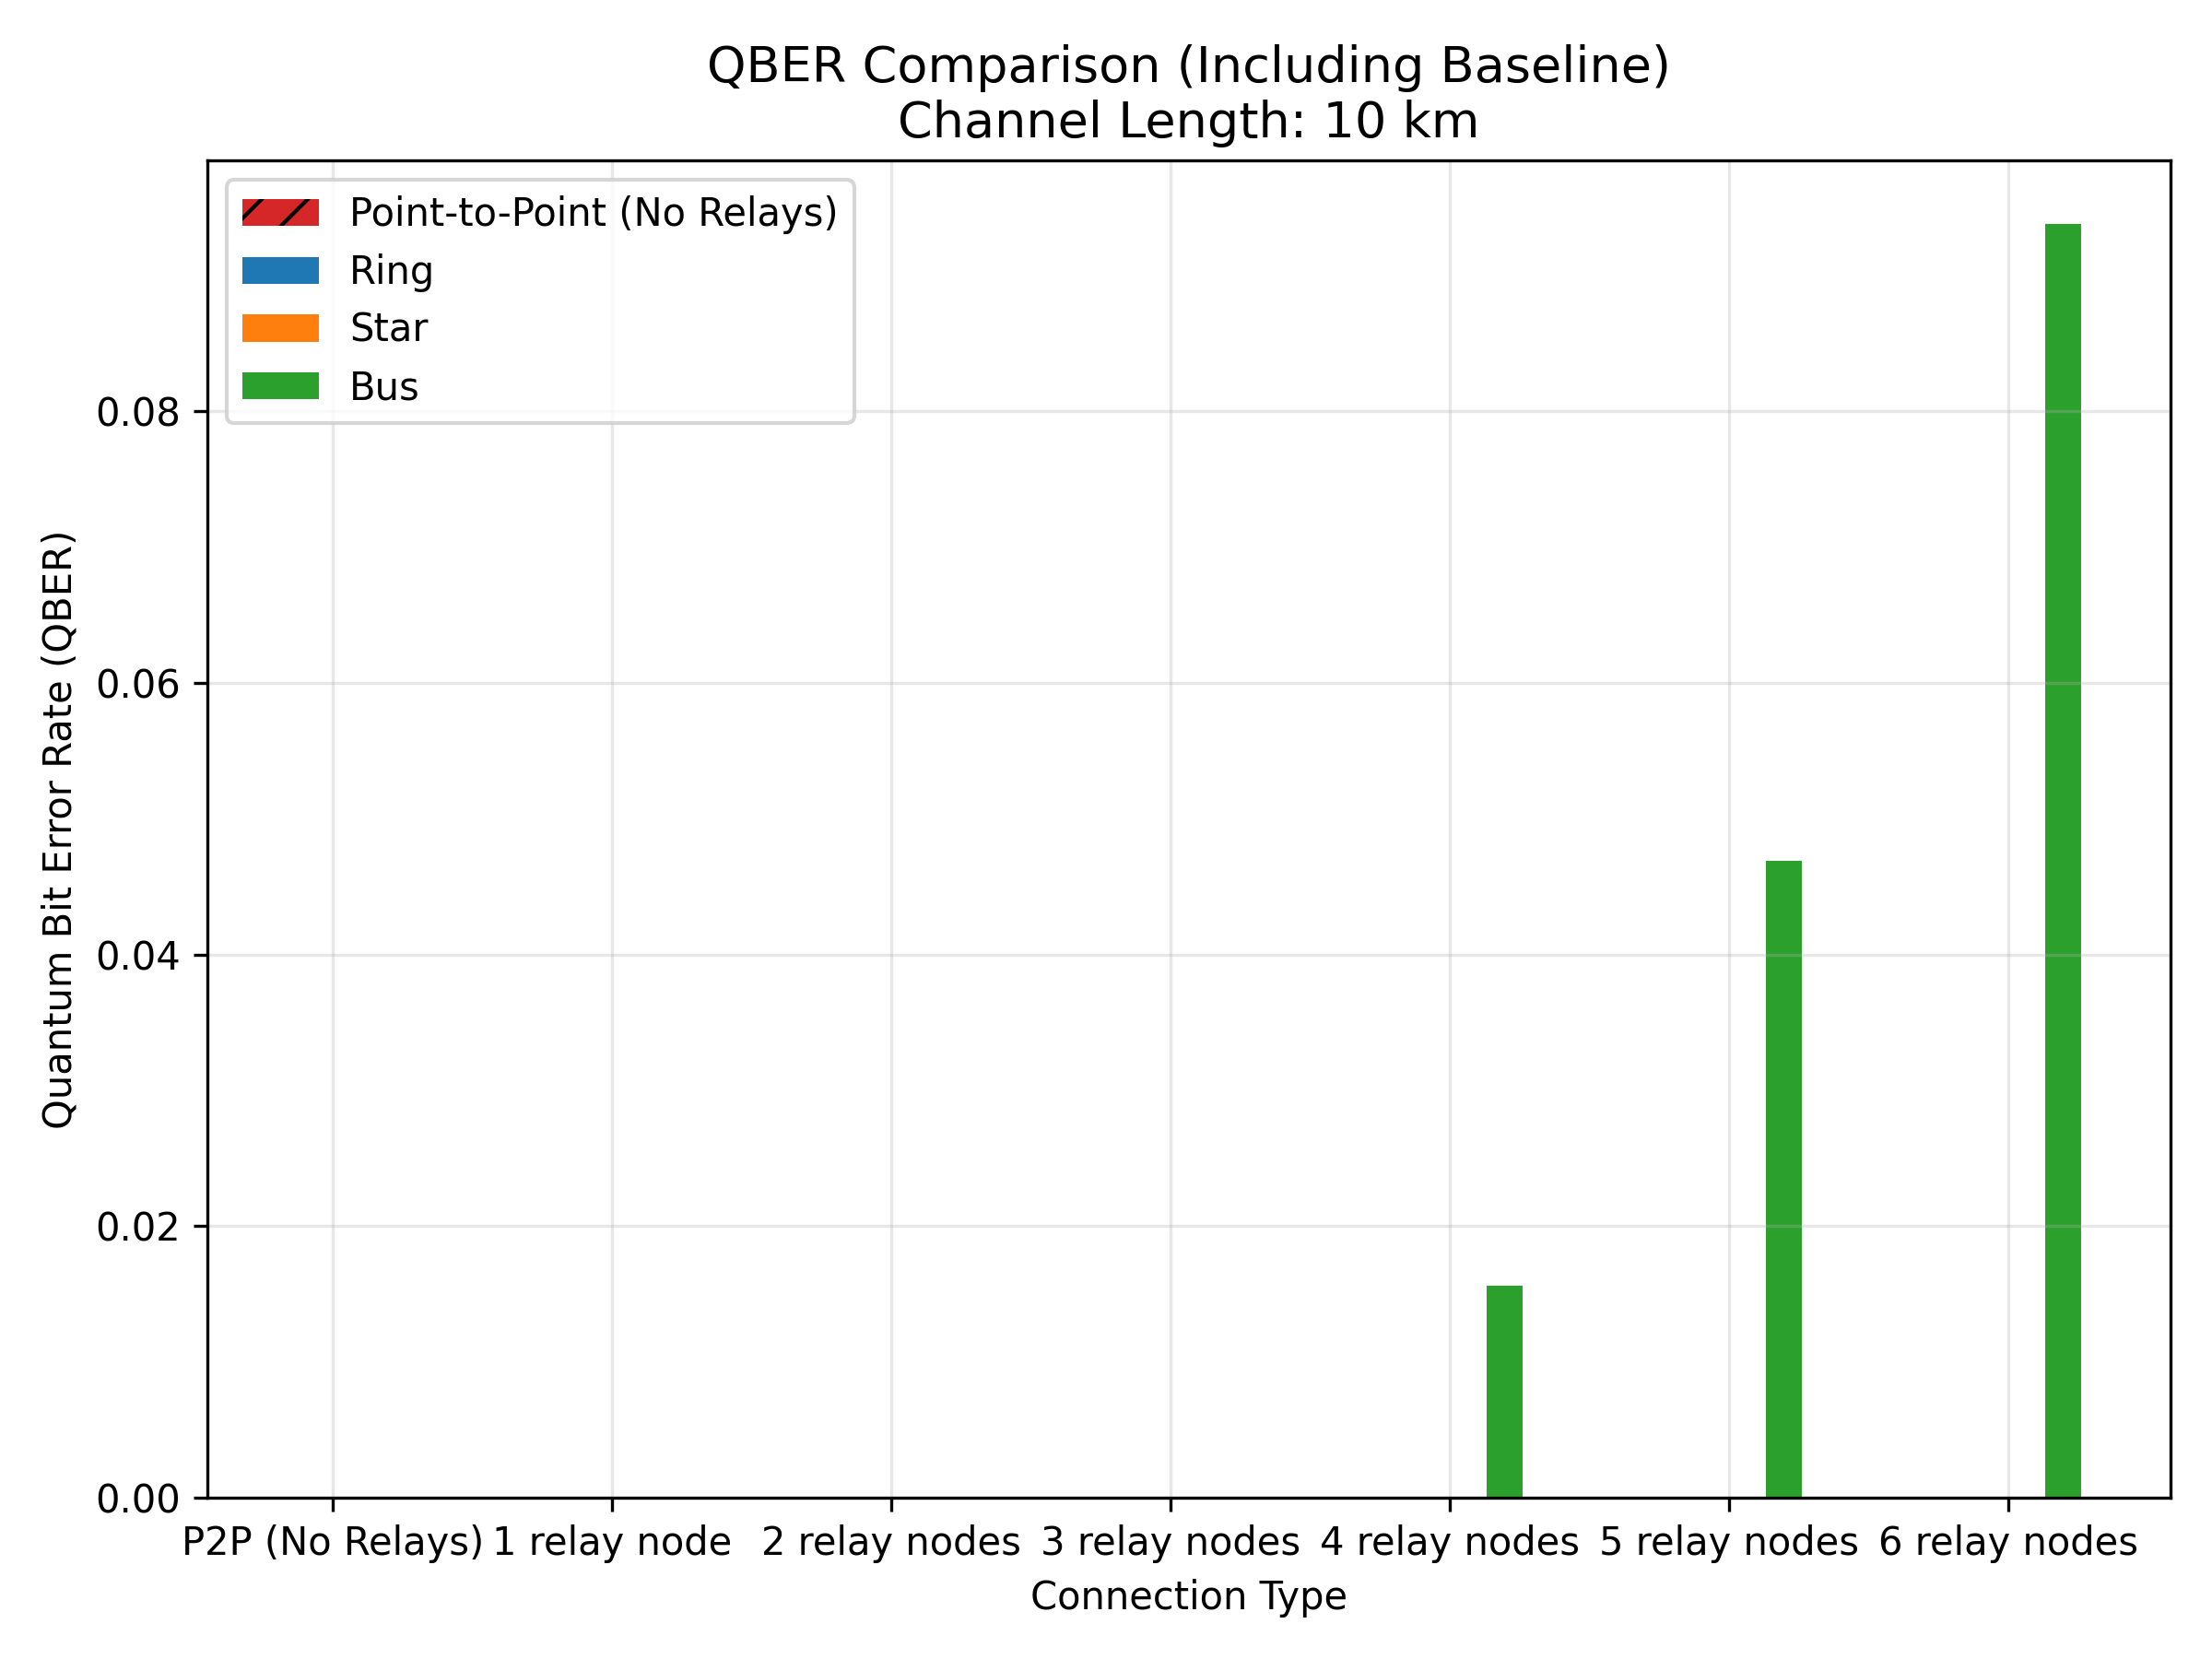 QBER Comparison (Including Baseline)
Channel Length: 10 km
Point-to-Point (No Relays)
Ring
Star
Bus
Quantum Bit Error Rate (QBER)
0.08
0.06
0.04
0.02
0.00
P2P (No Relays) 1 relay node 2 relay nodes 3 relay nodes 4 relay nodes 5 relay nodes 6 relay nodes
Connection Type